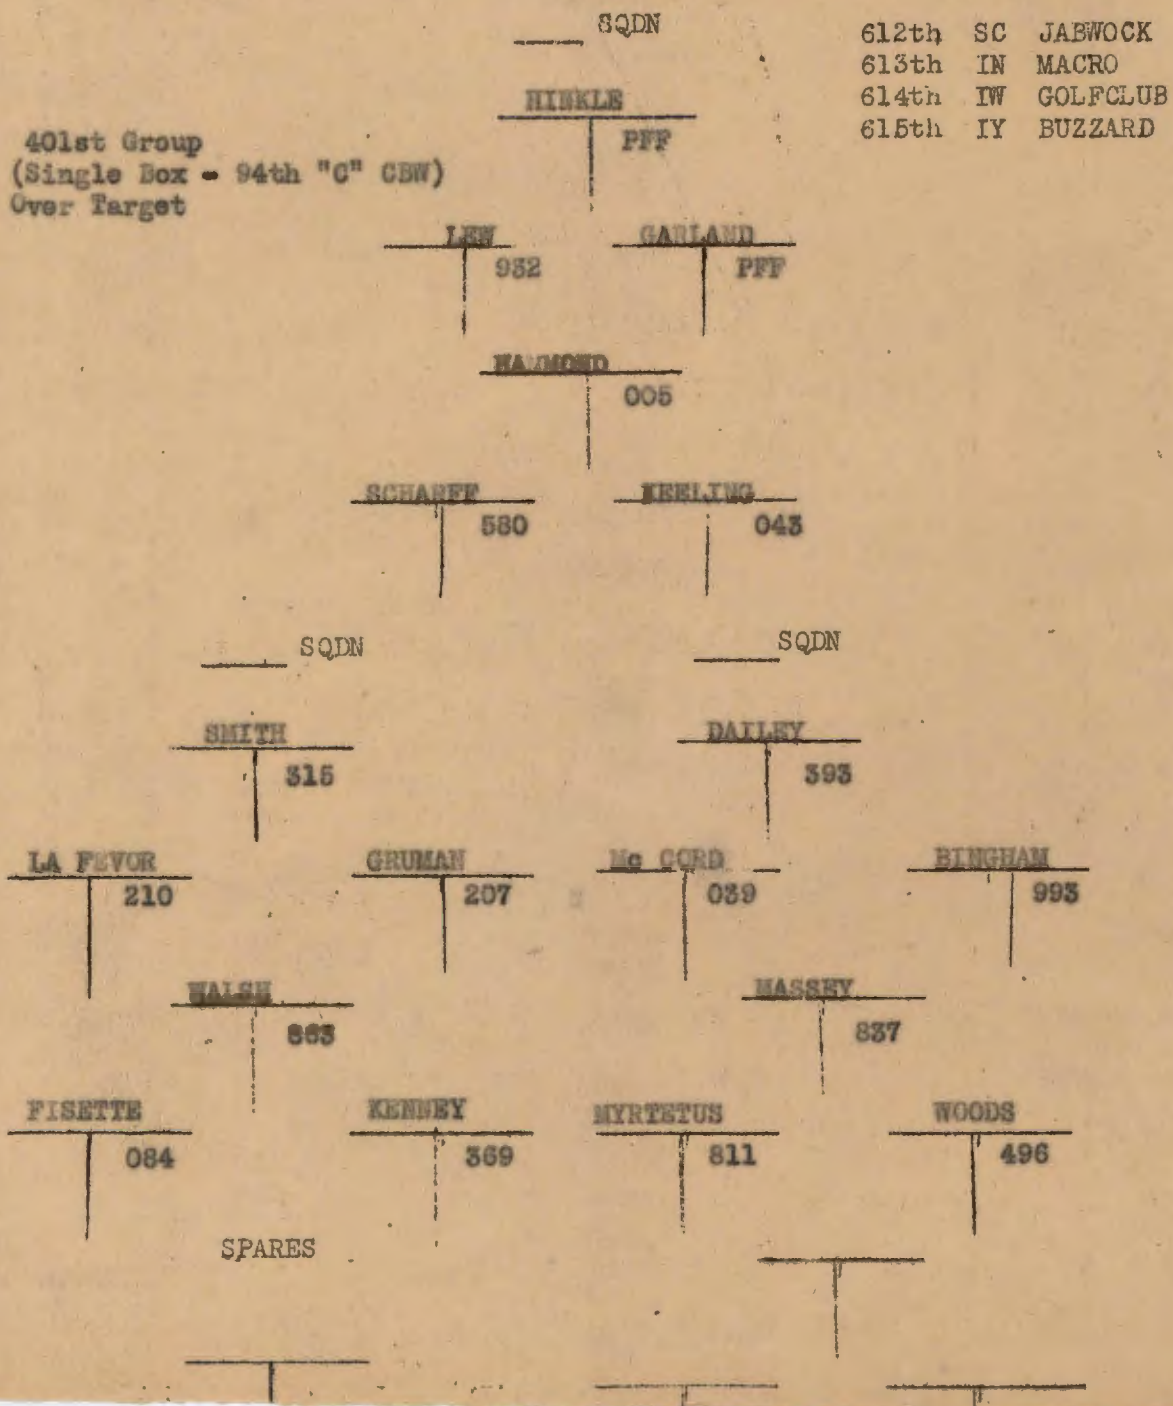 SQDN
612th SC JABWOCK
613th IN MACRO
614th IW GOLFCLUB
615th IY BUZZARD
HINKLE
PFF
401st Group
(Single Box - 94th "C" CBW)
Over Target
LEW GARLAND
932 PFF
HAMMOND
005
SCHARFF KEELING
580 043
SQDN SQDN
SMITH DAILEY
315 393
LA FEVOR GRUMAN Mc CORD BINGHAM
210 207 039 993
WALSH MASSEY
863 837
FISETTE KENNEY MYRTETUS WOODS
084 369 811 496
SPARES